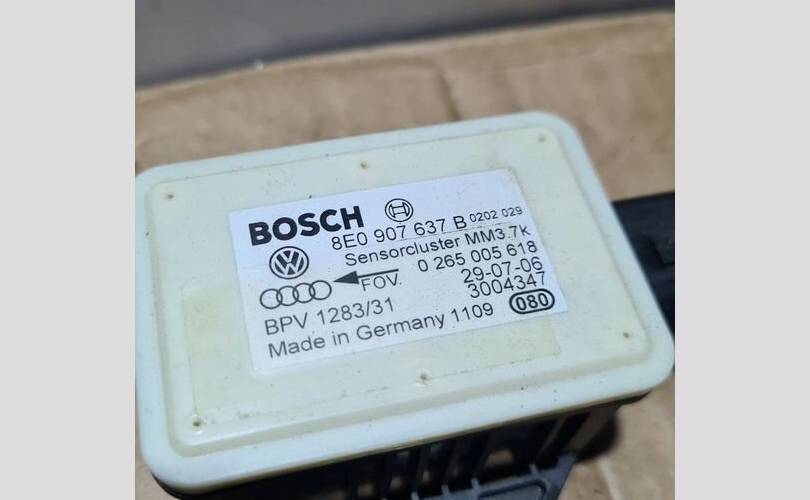 BOSCH
8E0 907 637 B 0202 029
Sensorcluster MM3.7k
FOV. 0 265 005 618
29-07-06
BPV 1283/31 3004347
Made in Germany 1109 080